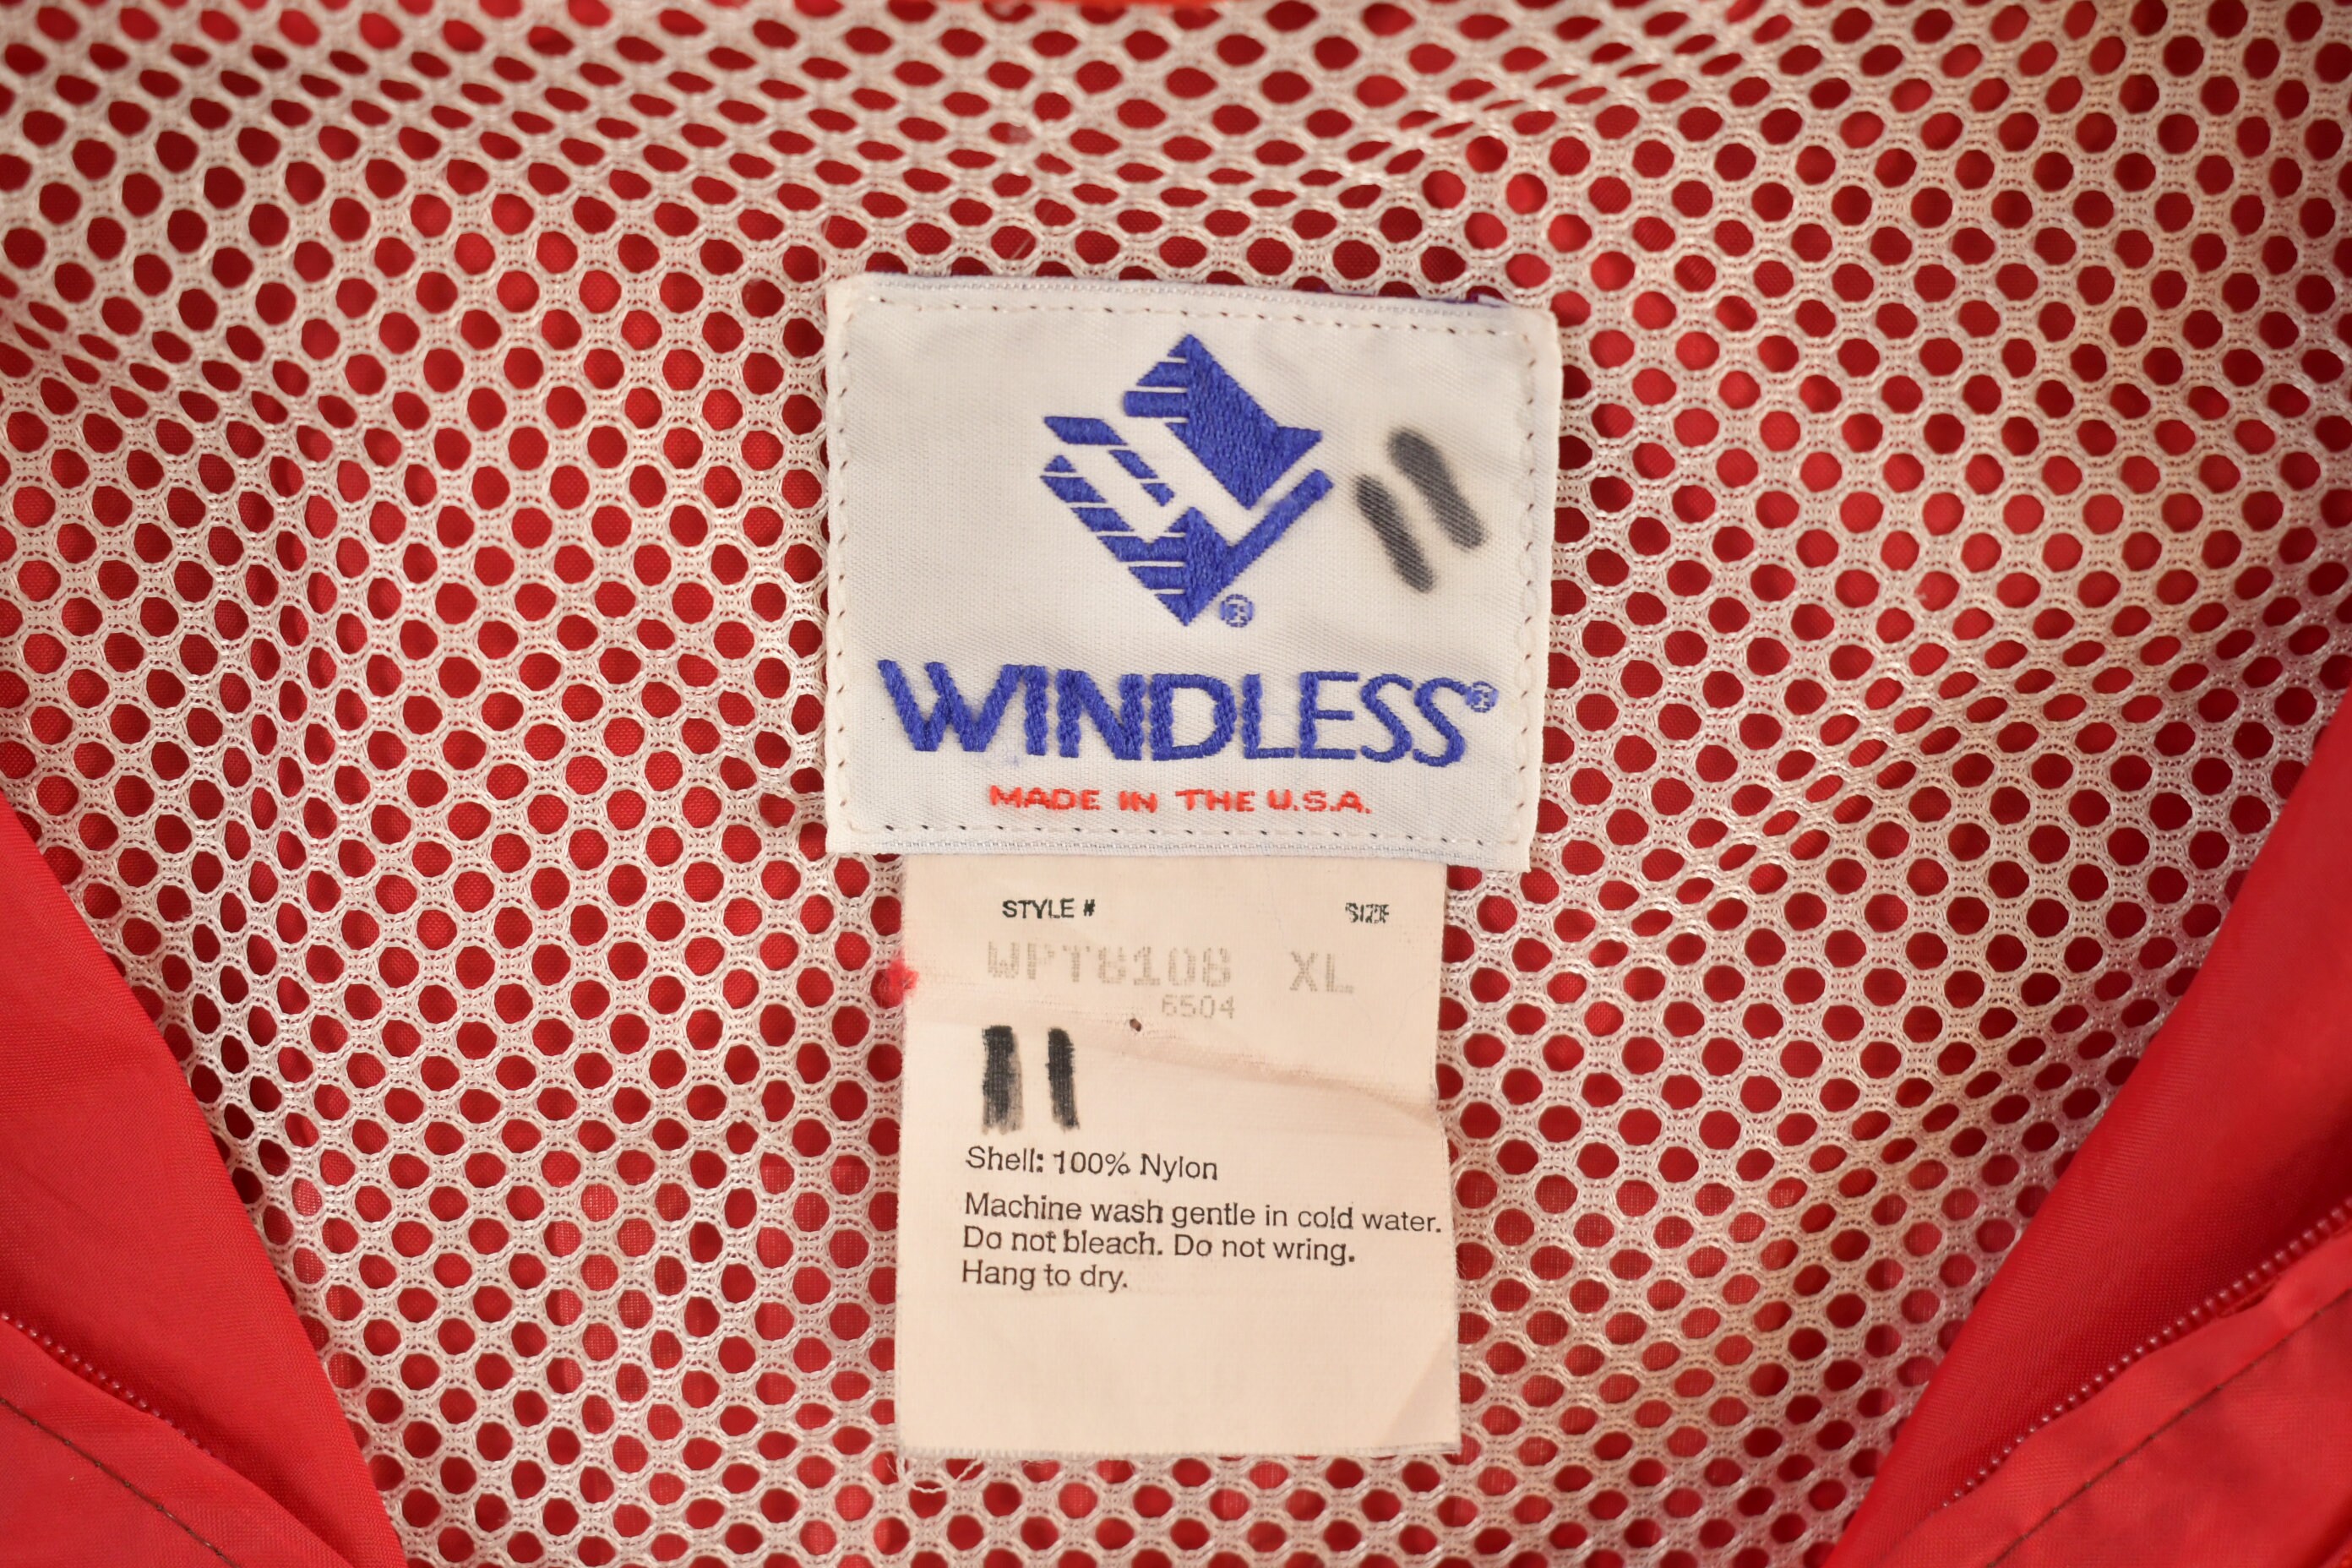 ®
WINDLESS®
MADE IN THE U.S.A.
STYLE # SIZE
WPT6106 XL
6504
Shell: 100% Nylon
Machine wash gentle in cold water.
Do not bleach. Do not wring.
Hang to dry.